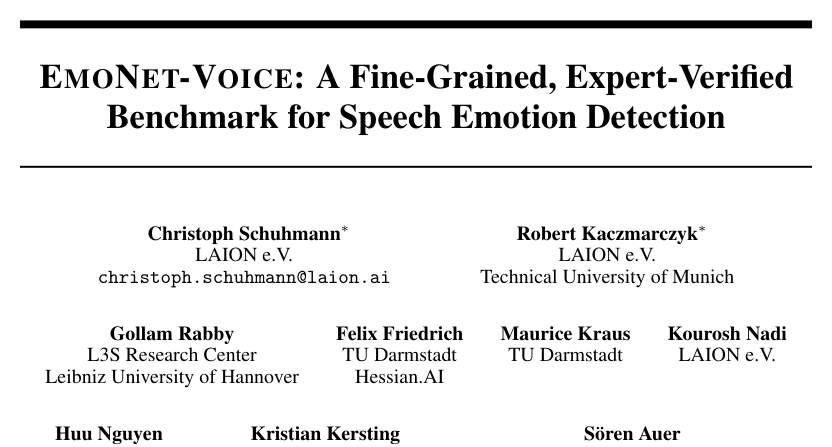 EMONET-VOICE: A Fine-Grained, Expert-Verified
Benchmark for Speech Emotion Detection
Christoph Schuhmann* Robert Kaczmarczyk*
LAION e.V. LAION e.V.
christoph.schuhmann@laion.ai Technical University of Munich
Gollam Rabby Felix Friedrich Maurice Kraus Kourosh Nadi
L3S Research Center TU Darmstadt TU Darmstadt LAION e.V.
Leibniz University of Hannover Hessian.AI
Huu Nguyen Kristian Kersting Sören Auer